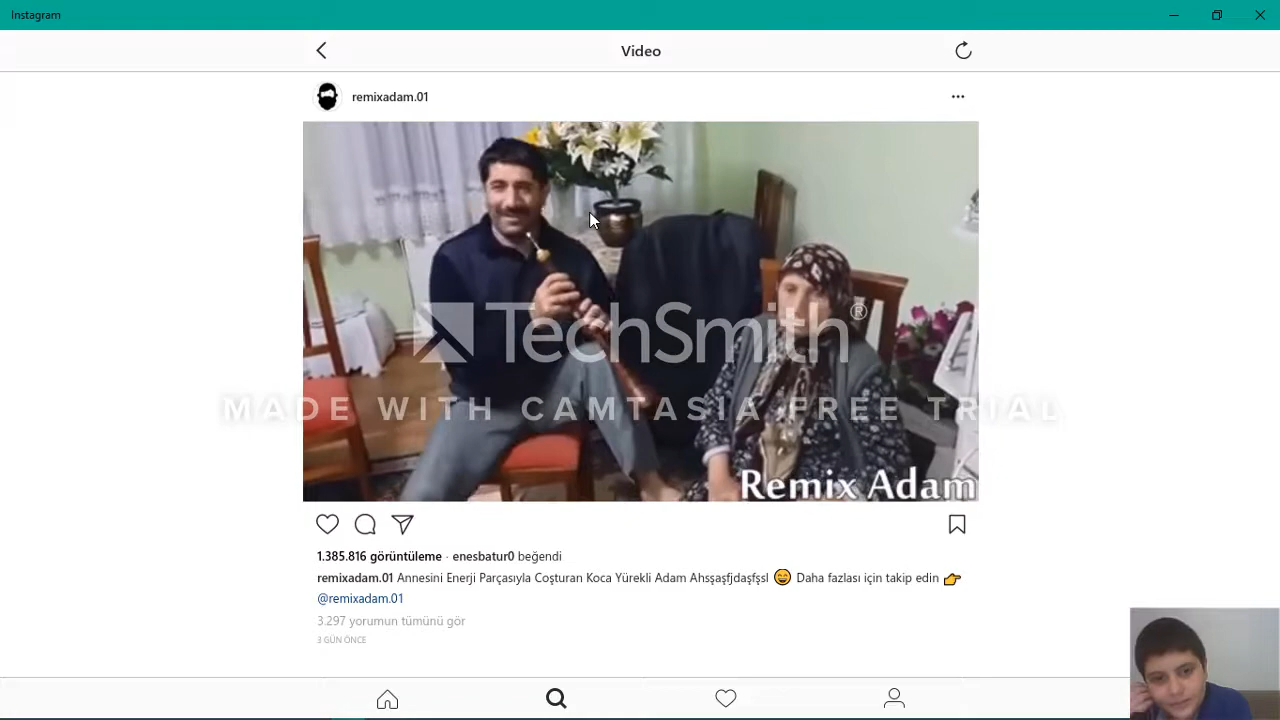 Instagram
Video
remixadam.01
TechSmith®
MADE WITH CAMTASIA FREE TRIAL
Remix Adam
1.385.816 görüntüleme · enesbatur0 beğendi
remixadam.01 Annesini Enerji Parçasıyla Coşturan Koca Yürekli Adam Ahsşaşfjdaşfşsl 😄 Daha fazlası için takip edin 👉
@remixadam.01
3.297 yorumun tümünü gör
3 GÜN ÖNCE